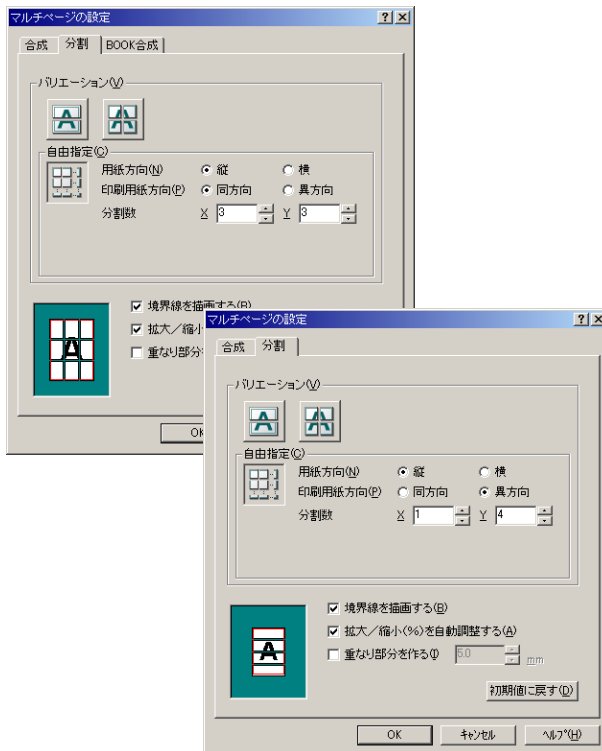 マルチページの設定
合成 分割 BOOK合成
バリエーション(V)
自由指定(C)
用紙方向(N) 縦 横
印刷用紙方向(P) 同方向 異方向
分割数 X 3 Y 3
境界線を描画する(B)
拡大/縮小
重なり部分
OK
マルチページの設定
合成 分割
バリエーション(V)
自由指定(C)
用紙方向(N) 縦 横
印刷用紙方向(P) 同方向 異方向
分割数 X 1 Y 4
境界線を描画する(B)
拡大/縮小(%)を自動調整する(A)
重なり部分を作る(I) 5.0 mm
初期値に戻す(D)
OK キャンセル ヘルプ(H)